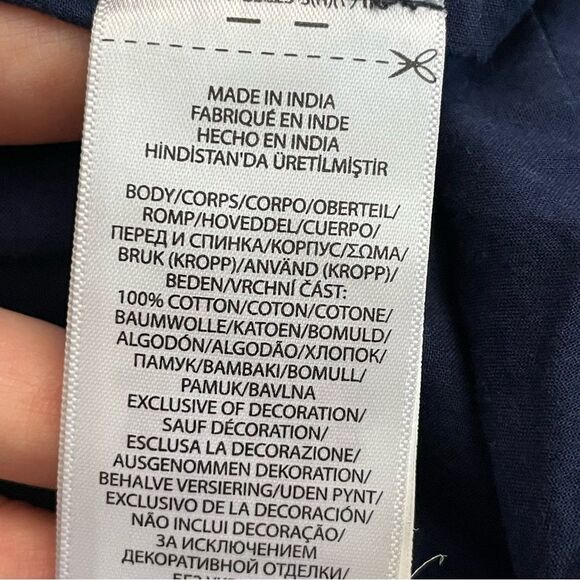 MADE IN INDIA
FABRIQUÉ EN INDE
HECHO EN INDIA
HİNDİSTAN'DA ÜRETİLMİŞTİR
BODY/CORPS/CORPO/OBERTEIL/
ROMP/HOVEDDEL/CUERPO/
ПЕРЕД И СПИНКА/КОРПУС/ΣΩΜΑ/
BRUK (KROPP)/ANVÄND (KROPP)/
BEDEN/VRCHNÍ ČÁST:
100% COTTON/COTON/COTONE/
BAUMWOLLE/KATOEN/BOMULD/
ALGODÓN/ALGODÃO/ХЛОПОК/
ПАМУК/BAMBAKI/BOMULL/
PAMUK/BAVLNA
EXCLUSIVE OF DECORATION/
SAUF DÉCORATION/
ESCLUSA LA DECORAZIONE/
AUSGENOMMEN DEKORATION/
BEHALVE VERSIERING/UDEN PYNT/
EXCLUSIVO DE LA DECORACIÓN/
NÃO INCLUI DECORAÇÃO/
ЗА ИСКЛЮЧЕНИЕМ
ДЕКОРАТИВНОЙ ОТДЕЛКИ/